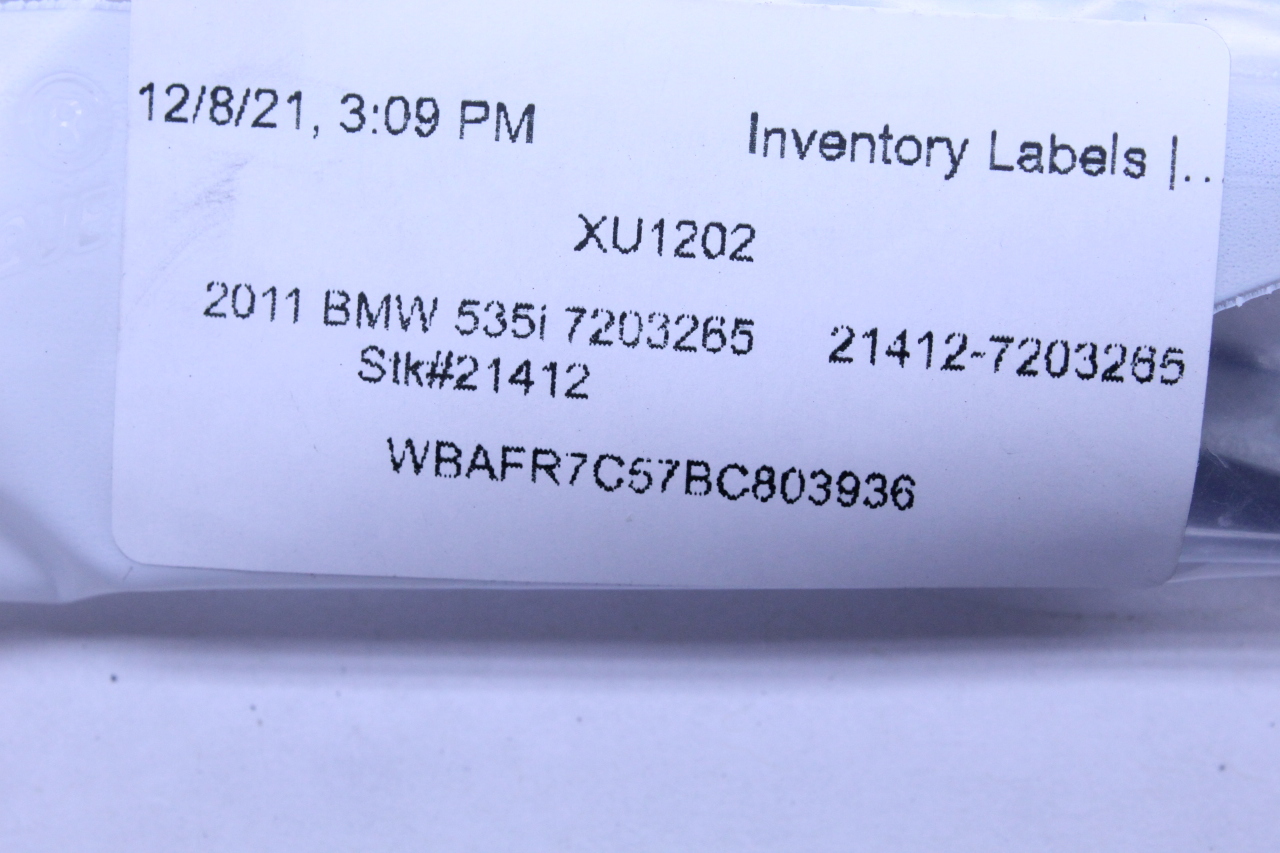 12/8/21, 3:09 PM Inventory Labels |...
XU1202
2011 BMW 535i 7203265 21412-7203265
Stk#21412
WBAFR7C57BC803936